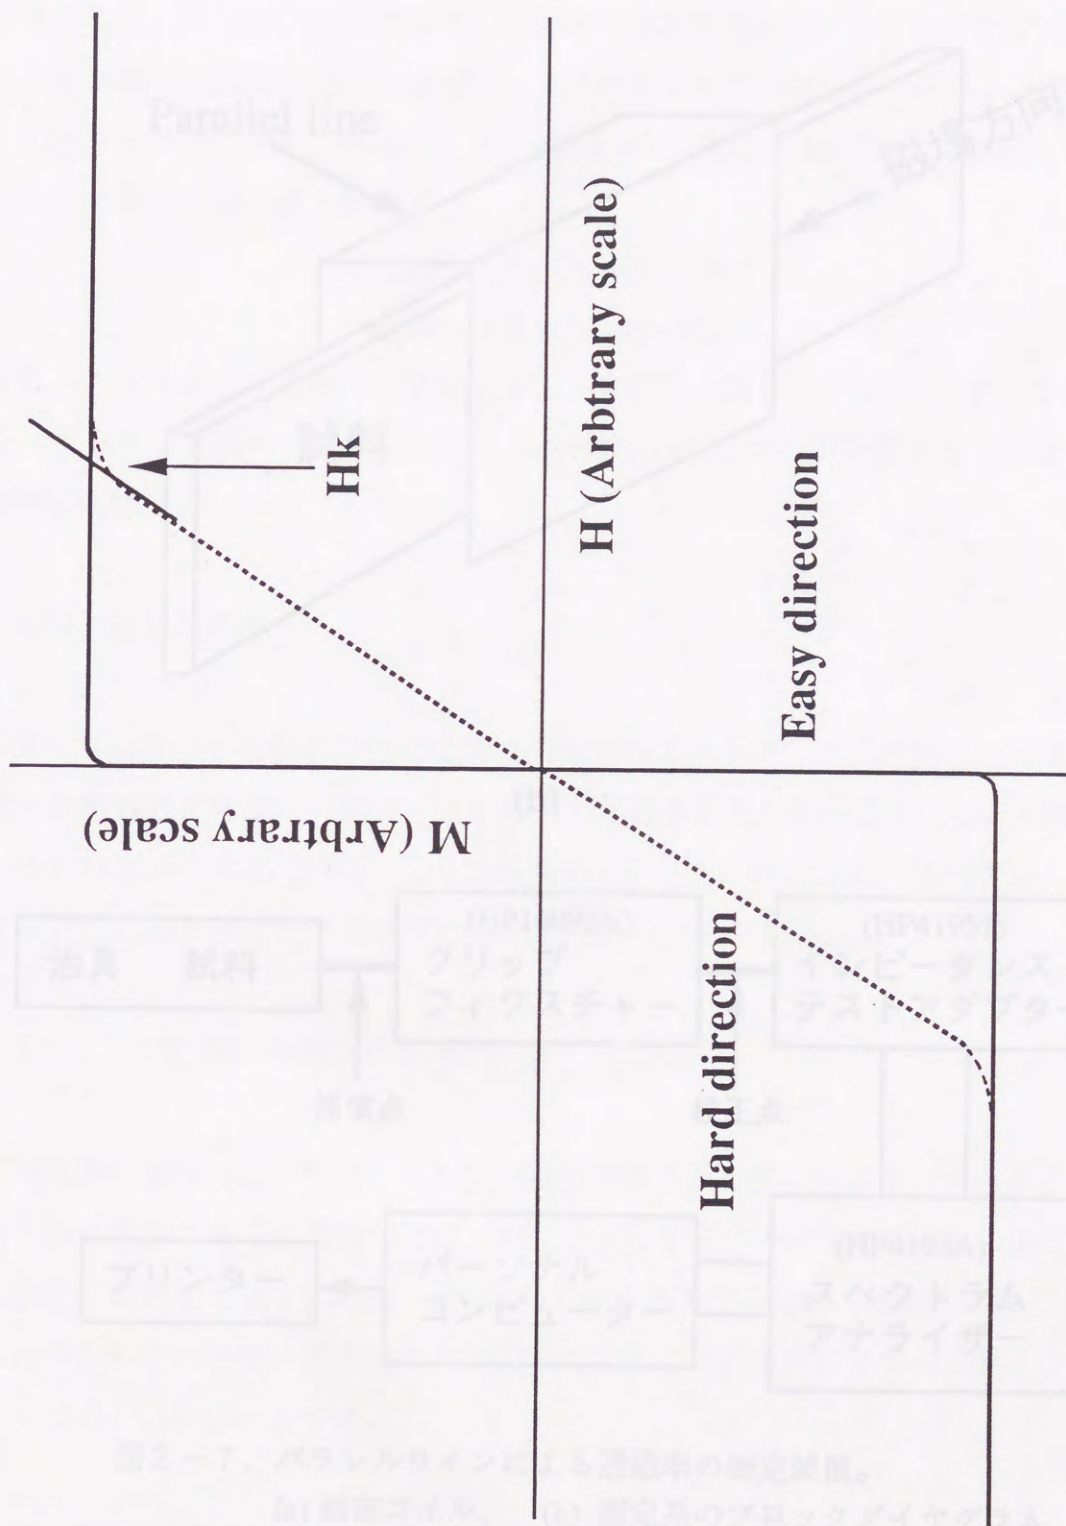 Parallel line
磁場方向
試料
Hk
H (Arbtrary scale)
Easy direction
M (Arbtrary scale)
Hard direction
治具 試料
クリップ
フィクスチャー
インピーダンス
テストアダプター
補償点
校正点
プリンター
パーソナル
コンピューター
(HP4195A)
スペクトラム
アナライザー
図2-7. パラレルラインによる透磁率の測定装置。
(a) 測定コイル、 (b) 測定系のブロックダイヤグラム